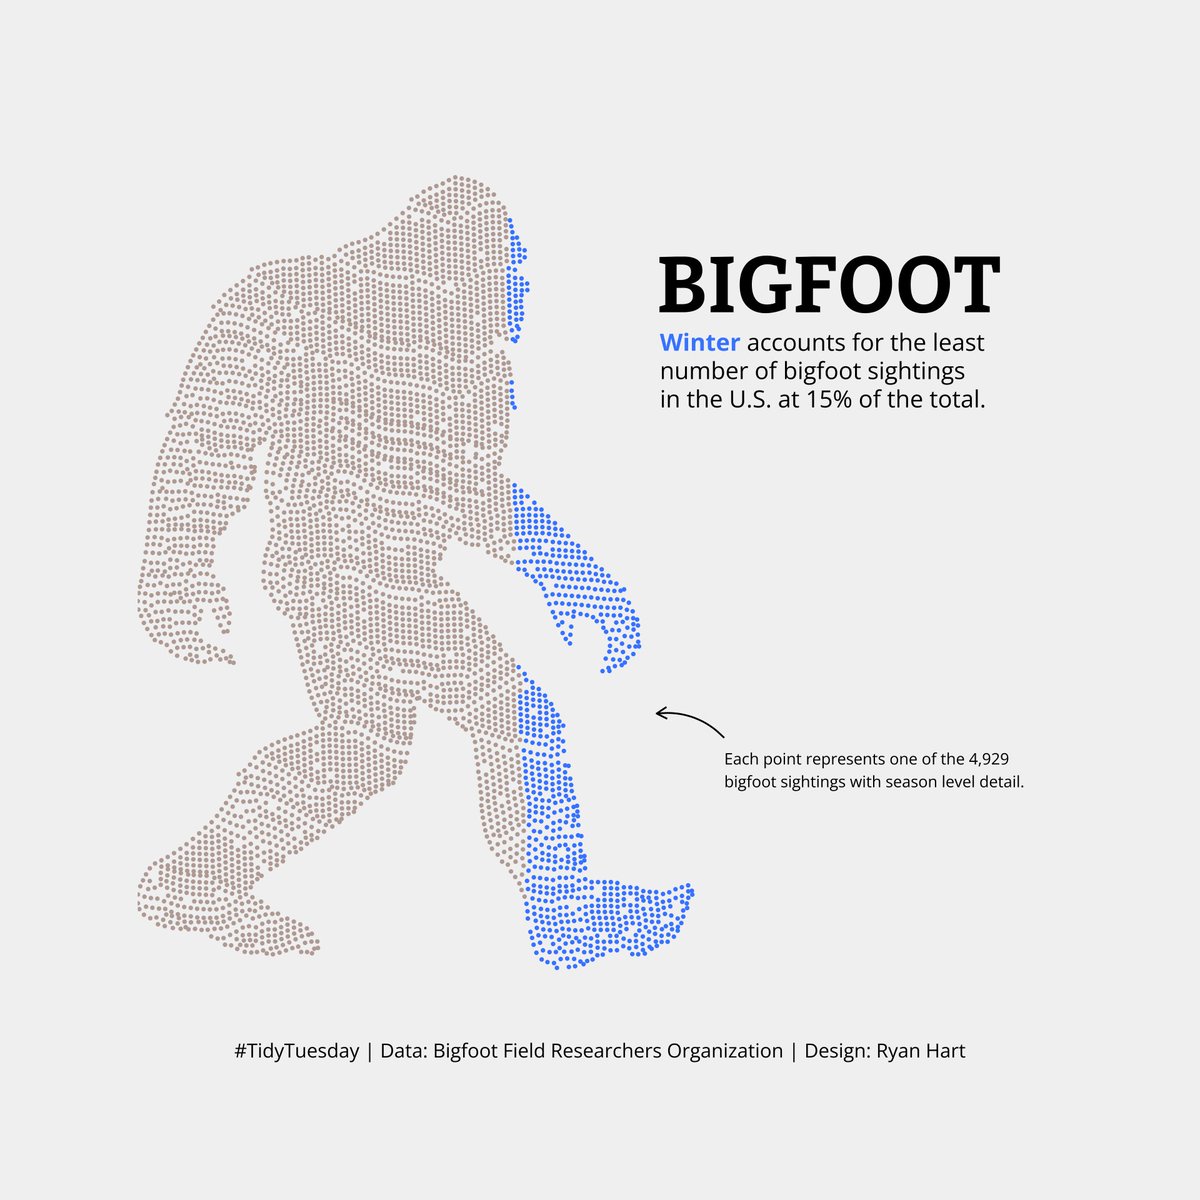 BIGFOOT
Winter accounts for the least
number of bigfoot sightings
in the U.S. at 15% of the total.
Each point represents one of the 4,929
bigfoot sightings with season level detail.
#TidyTuesday | Data: Bigfoot Field Researchers Organization | Design: Ryan Hart